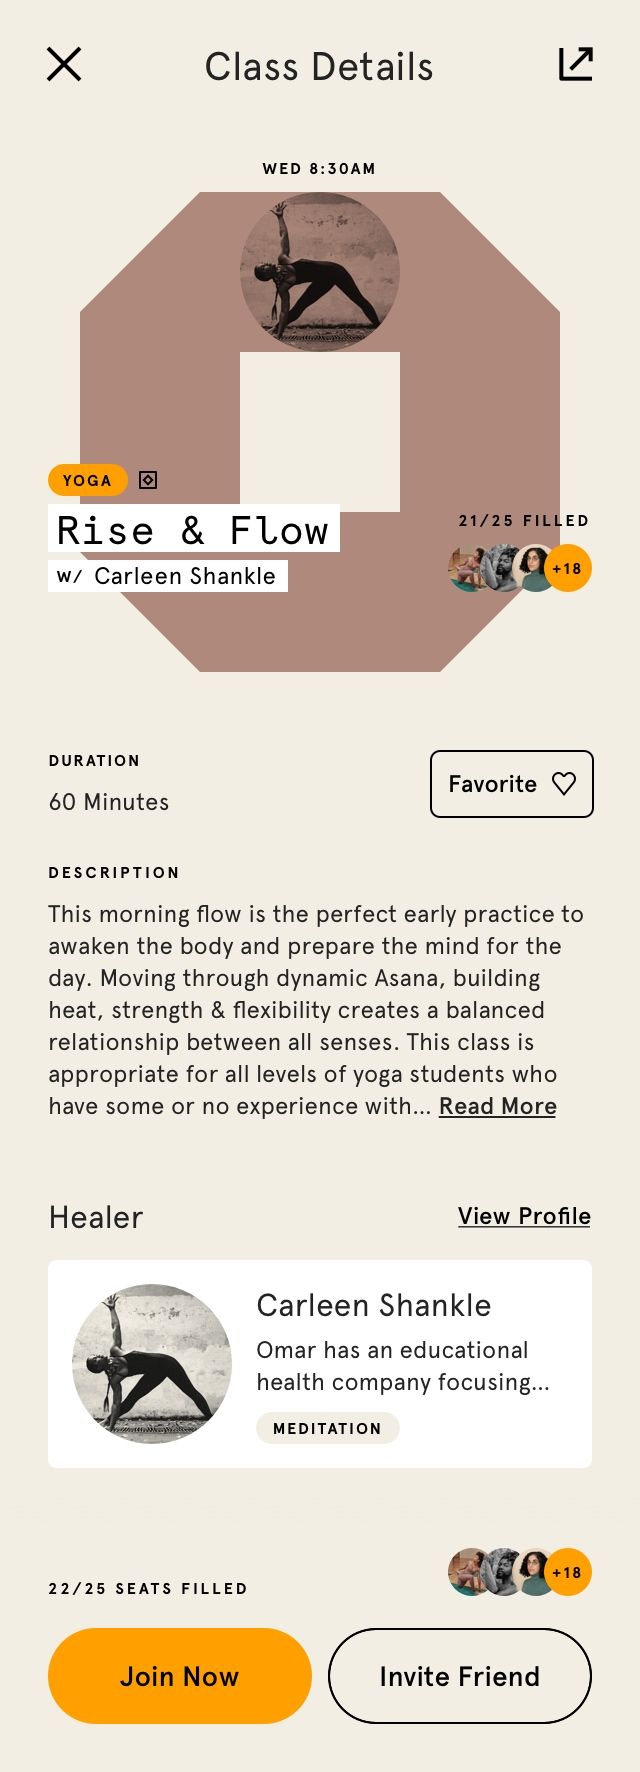 Class Details
WED 8:30AM
YOGA
Rise & Flow
w/ Carleen Shankle
21/25 FILLED
+18
DURATION
60 Minutes
Favorite
DESCRIPTION
This morning flow is the perfect early practice to
awaken the body and prepare the mind for the
day. Moving through dynamic Asana, building
heat, strength & flexibility creates a balanced
relationship between all senses. This class is
appropriate for all levels of yoga students who
have some or no experience with... Read More
Healer
View Profile
Carleen Shankle
Omar has an educational
health company focusing...
MEDITATION
22/25 SEATS FILLED
+18
Join Now
Invite Friend